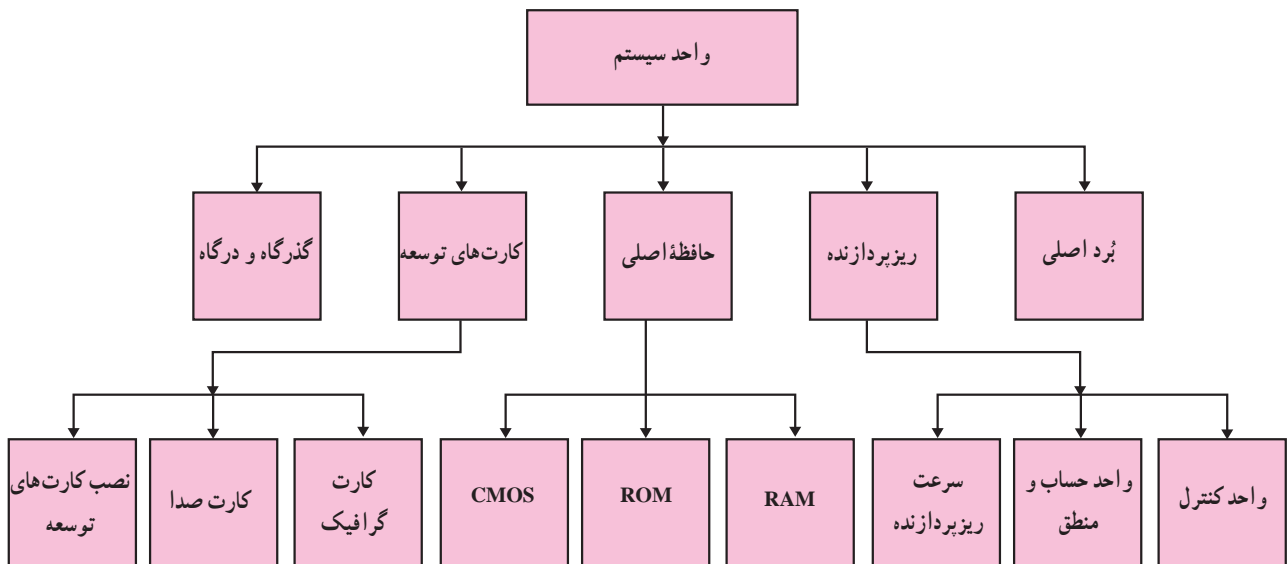 واحد سیستم
بُرد اصلی
ریزپردازنده
حافظهٔ اصلی
کارت‌های توسعه
گذرگاه و درگاه
واحد کنترل
واحد حساب و
منطق
سرعت
ریزپردازنده
RAM
ROM
CMOS
کارت
گرافیک
کارت صدا
نصب کارت‌های
توسعه